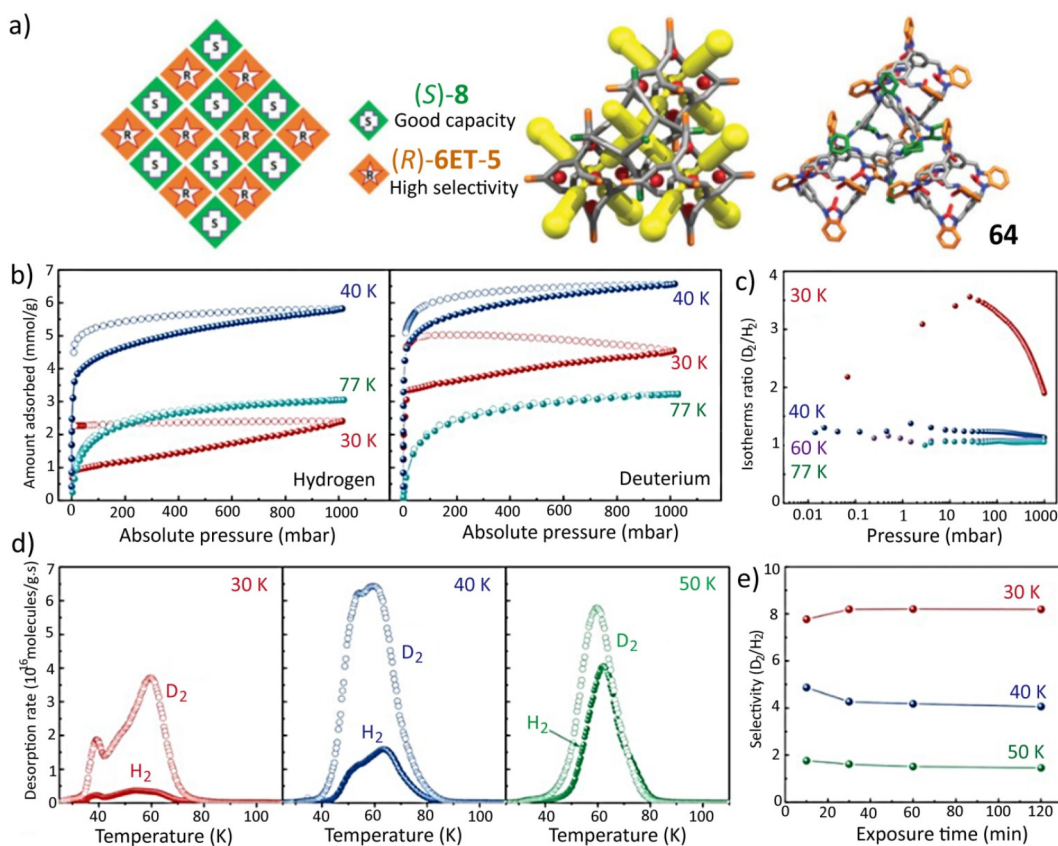 a)
S
R R
S S S
R R R R
S S S
R R
S
S
(S)-8
Good capacity
R
(R)-6ET-5
High selectivity
64
b)
Amount adsorbed (mmol/g)
7
6
5
4
3
2
1
0
40 K
77 K
30 K
Hydrogen
0 200 400 600 800 1000
Absolute pressure (mbar)
40 K
30 K
77 K
Deuterium
0 200 400 600 800 1000
Absolute pressure (mbar)
c)
Isotherms ratio (D2/H2)
4
3
2
1
0
30 K
40 K
60 K
77 K
0.01 0.1 1 10 100 1000
Pressure (mbar)
d)
Desorption rate (10^16 molecules/g.s)
7
6
5
4
3
2
1
0
30 K
D2
H2
40 60 80 100
Temperature (K)
40 K
D2
H2
40 60 80 100
Temperature (K)
50 K
D2
H2
40 60 80 100
Temperature (K)
e)
Selectivity (D2/H2)
10
8
6
4
2
0
30 K
40 K
50 K
0 20 40 60 80 100 120
Exposure time (min)